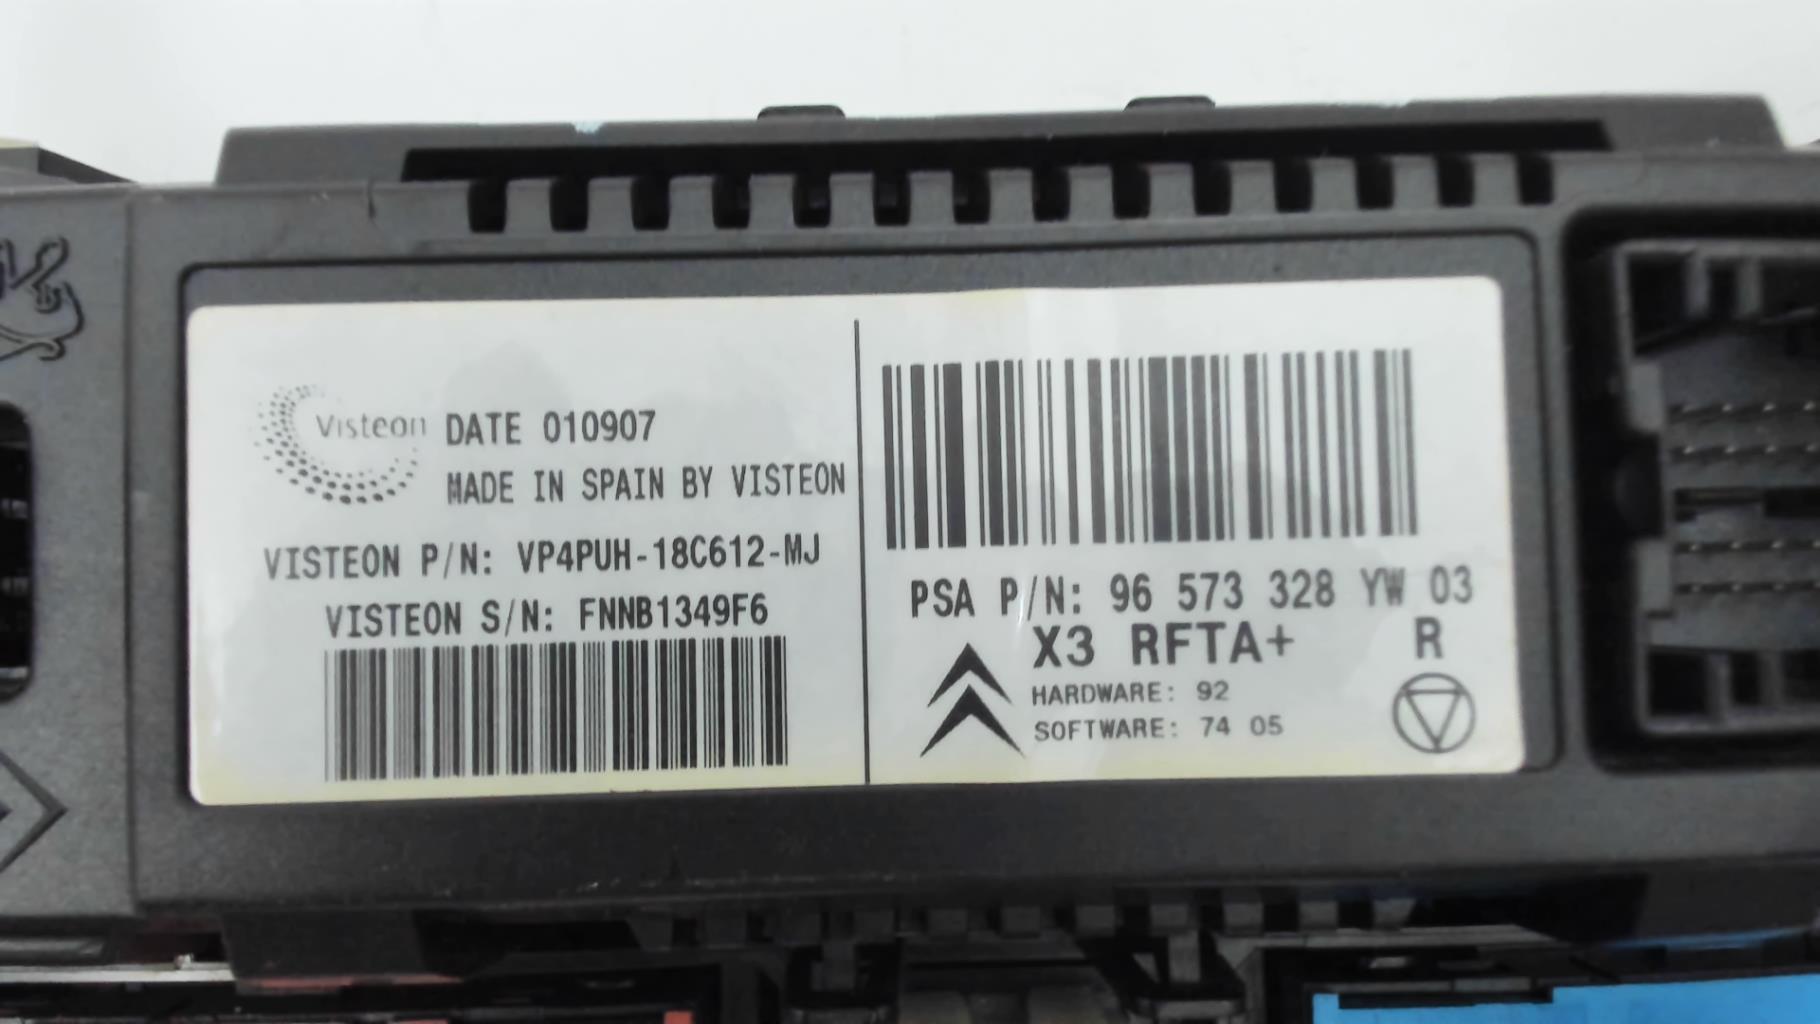 Visteon DATE 010907
MADE IN SPAIN BY VISTEON
VISTEON P/N: VP4PUH-18C612-MJ
VISTEON S/N: FNNB1349F6
PSA P/N: 96 573 328 YW 03
X3 RFTA+ R
HARDWARE: 92
SOFTWARE: 74 05